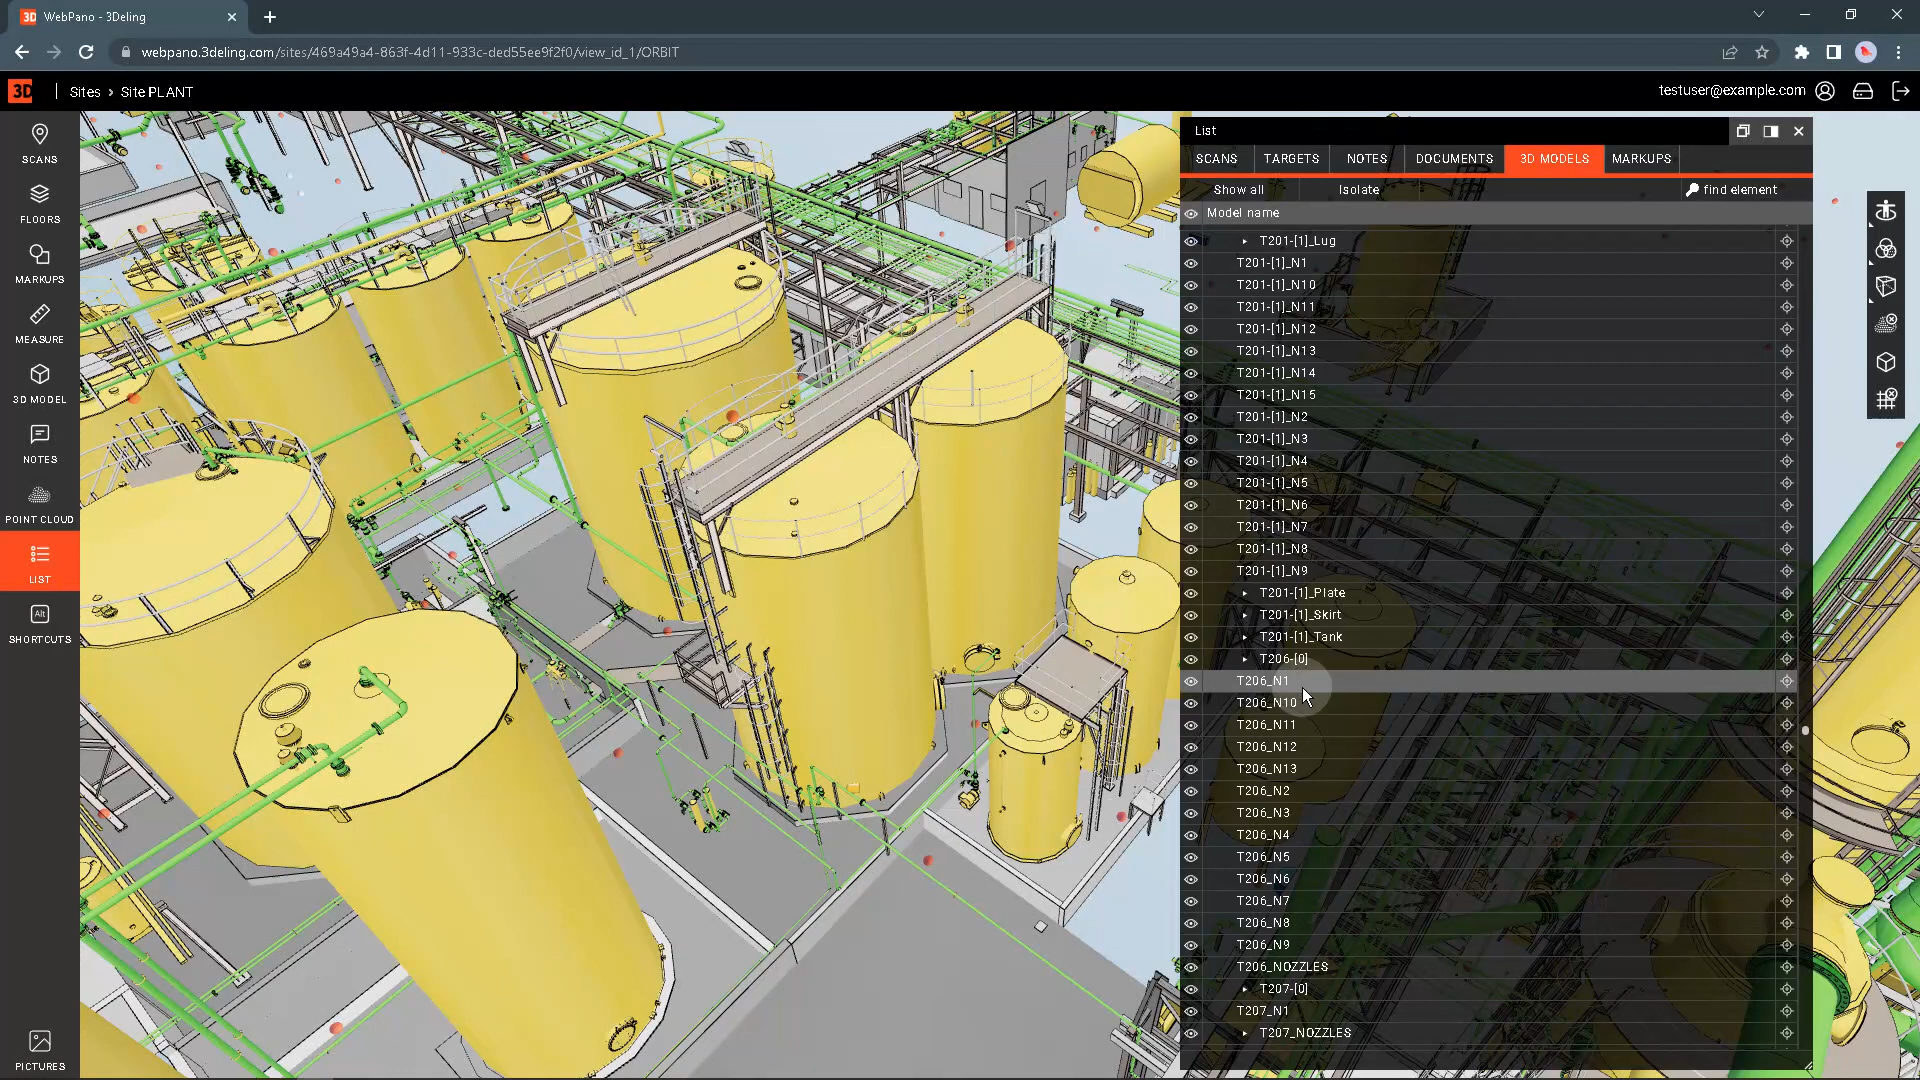 3D WebPano - 3Deling
webpano.3deling.com/sites/469a49a4-863f-4d11-933c-ded55ee9f2f0/view_id_1/ORBIT
3D Sites › Site PLANT
testuser@example.com
SCANS
FLOORS
MARKUPS
MEASURE
3D MODEL
NOTES
POINT CLOUD
LIST
Alt
SHORTCUTS
PICTURES
List
SCANS TARGETS NOTES DOCUMENTS 3D MODELS MARKUPS
Show all Isolate find element
Model name
T201-[1]_Lug
T201-[1]_N1
T201-[1]_N10
T201-[1]_N11
T201-[1]_N12
T201-[1]_N13
T201-[1]_N14
T201-[1]_N15
T201-[1]_N2
T201-[1]_N3
T201-[1]_N4
T201-[1]_N5
T201-[1]_N6
T201-[1]_N7
T201-[1]_N8
T201-[1]_N9
T201-[1]_Plate
T201-[1]_Skirt
T201-[1]_Tank
T206-[0]
T206_N1
T206_N10
T206_N11
T206_N12
T206_N13
T206_N2
T206_N3
T206_N4
T206_N5
T206_N6
T206_N7
T206_N8
T206_N9
T206_NOZZLES
T207-[0]
T207_N1
T207_NOZZLES